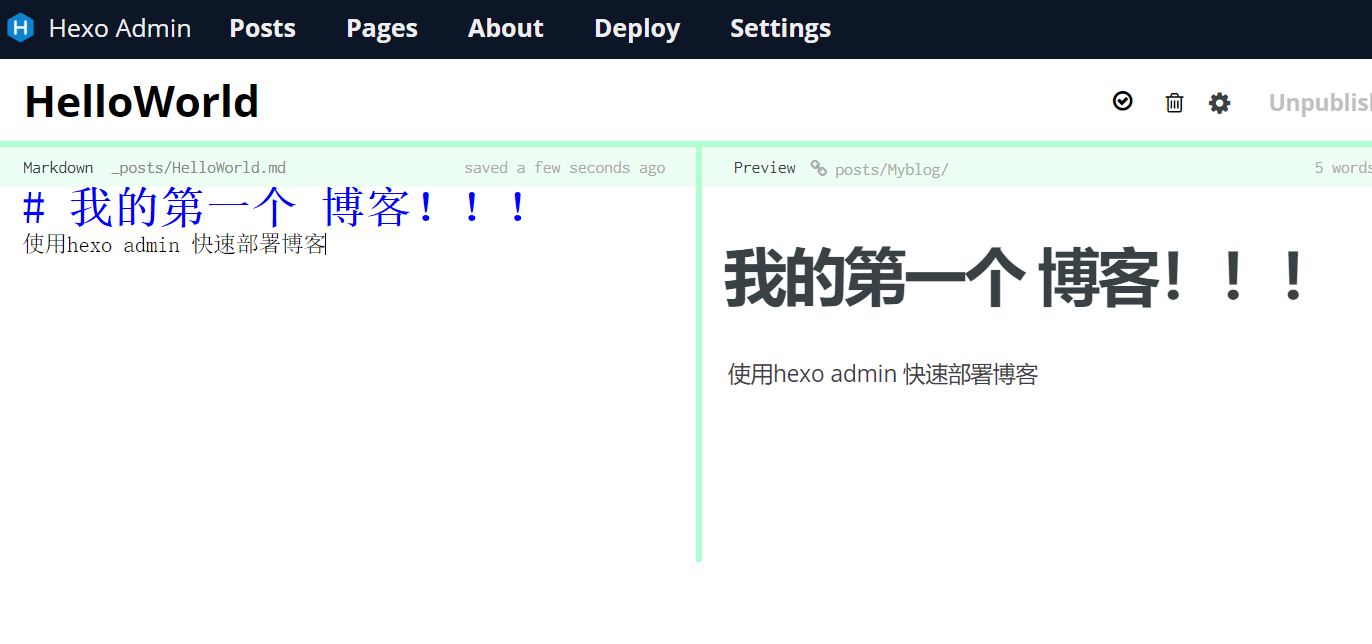 Hexo Admin Posts Pages About Deploy Settings
HelloWorld Unpublish
Markdown _posts/HelloWorld.md saved a few seconds ago
# 我的第一个 博客！！！
使用hexo admin 快速部署博客
Preview posts/Myblog/ 5 words
我的第一个 博客！！！
使用hexo admin 快速部署博客